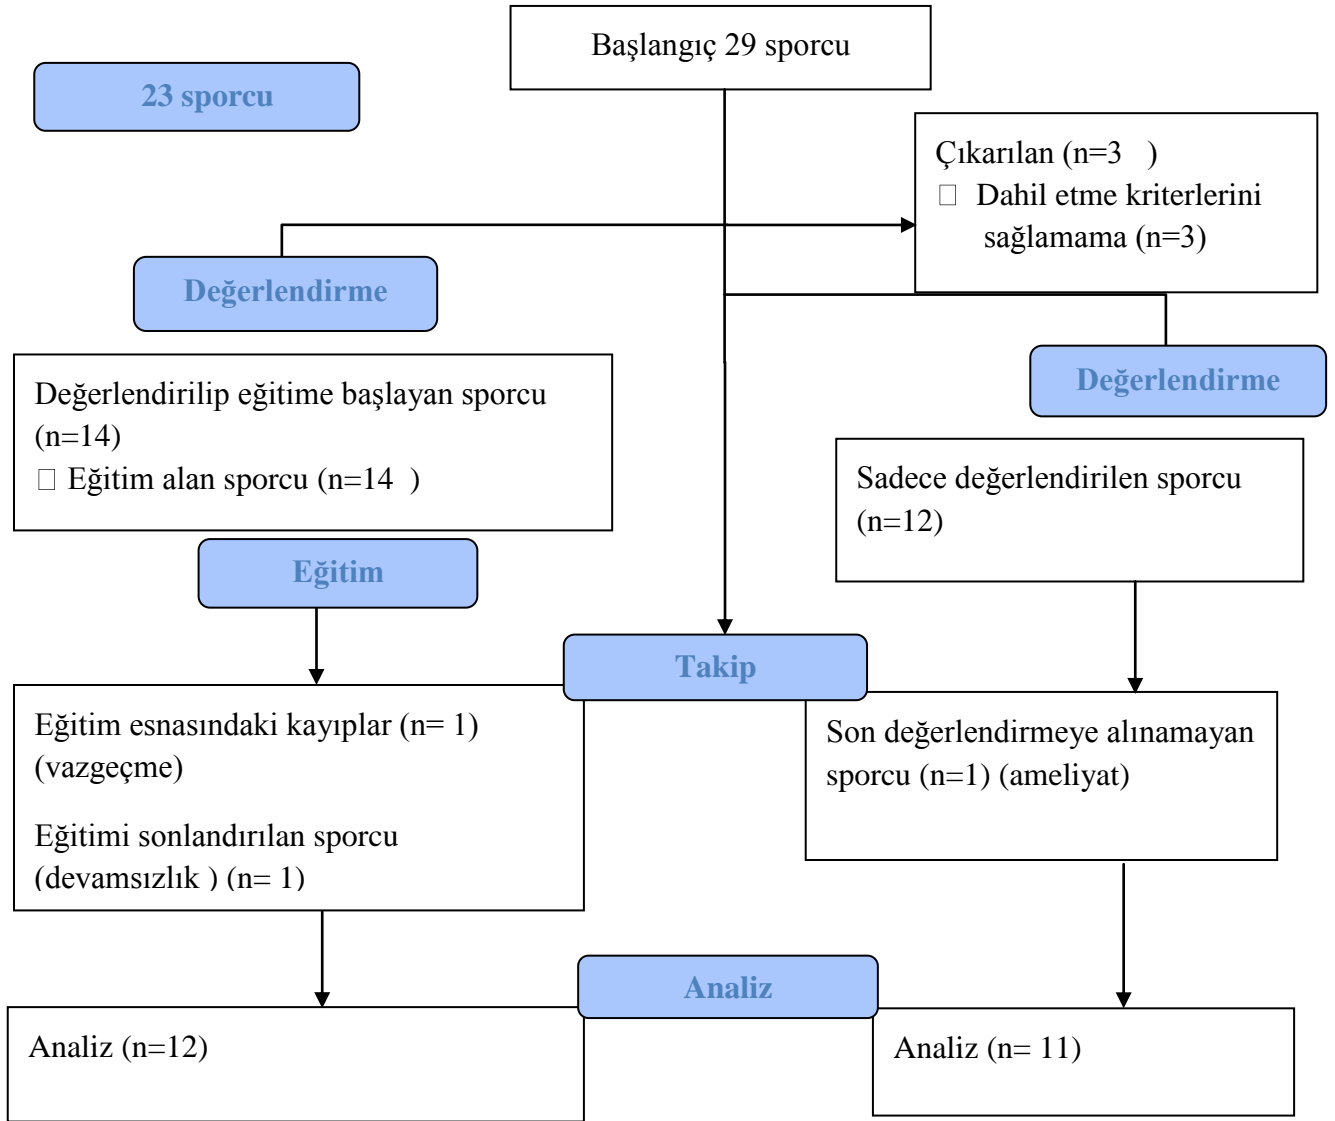 Başlangıç 29 sporcu
23 sporcu
Çıkarılan (n=3   )
□ Dahil etme kriterlerini
sağlamama (n=3)
Değerlendirme
Değerlendirme
Değerlendirilip eğitime başlayan sporcu
(n=14)
□ Eğitim alan sporcu (n=14  )
Sadece değerlendirilen sporcu
(n=12)
Eğitim
Takip
Eğitim esnasındaki kayıplar (n= 1)
(vazgeçme)
Eğitimi sonlandırılan sporcu
(devamsızlık ) (n= 1)
Son değerlendirmeye alınamayan
sporcu (n=1) (ameliyat)
Analiz
Analiz (n=12)
Analiz (n= 11)